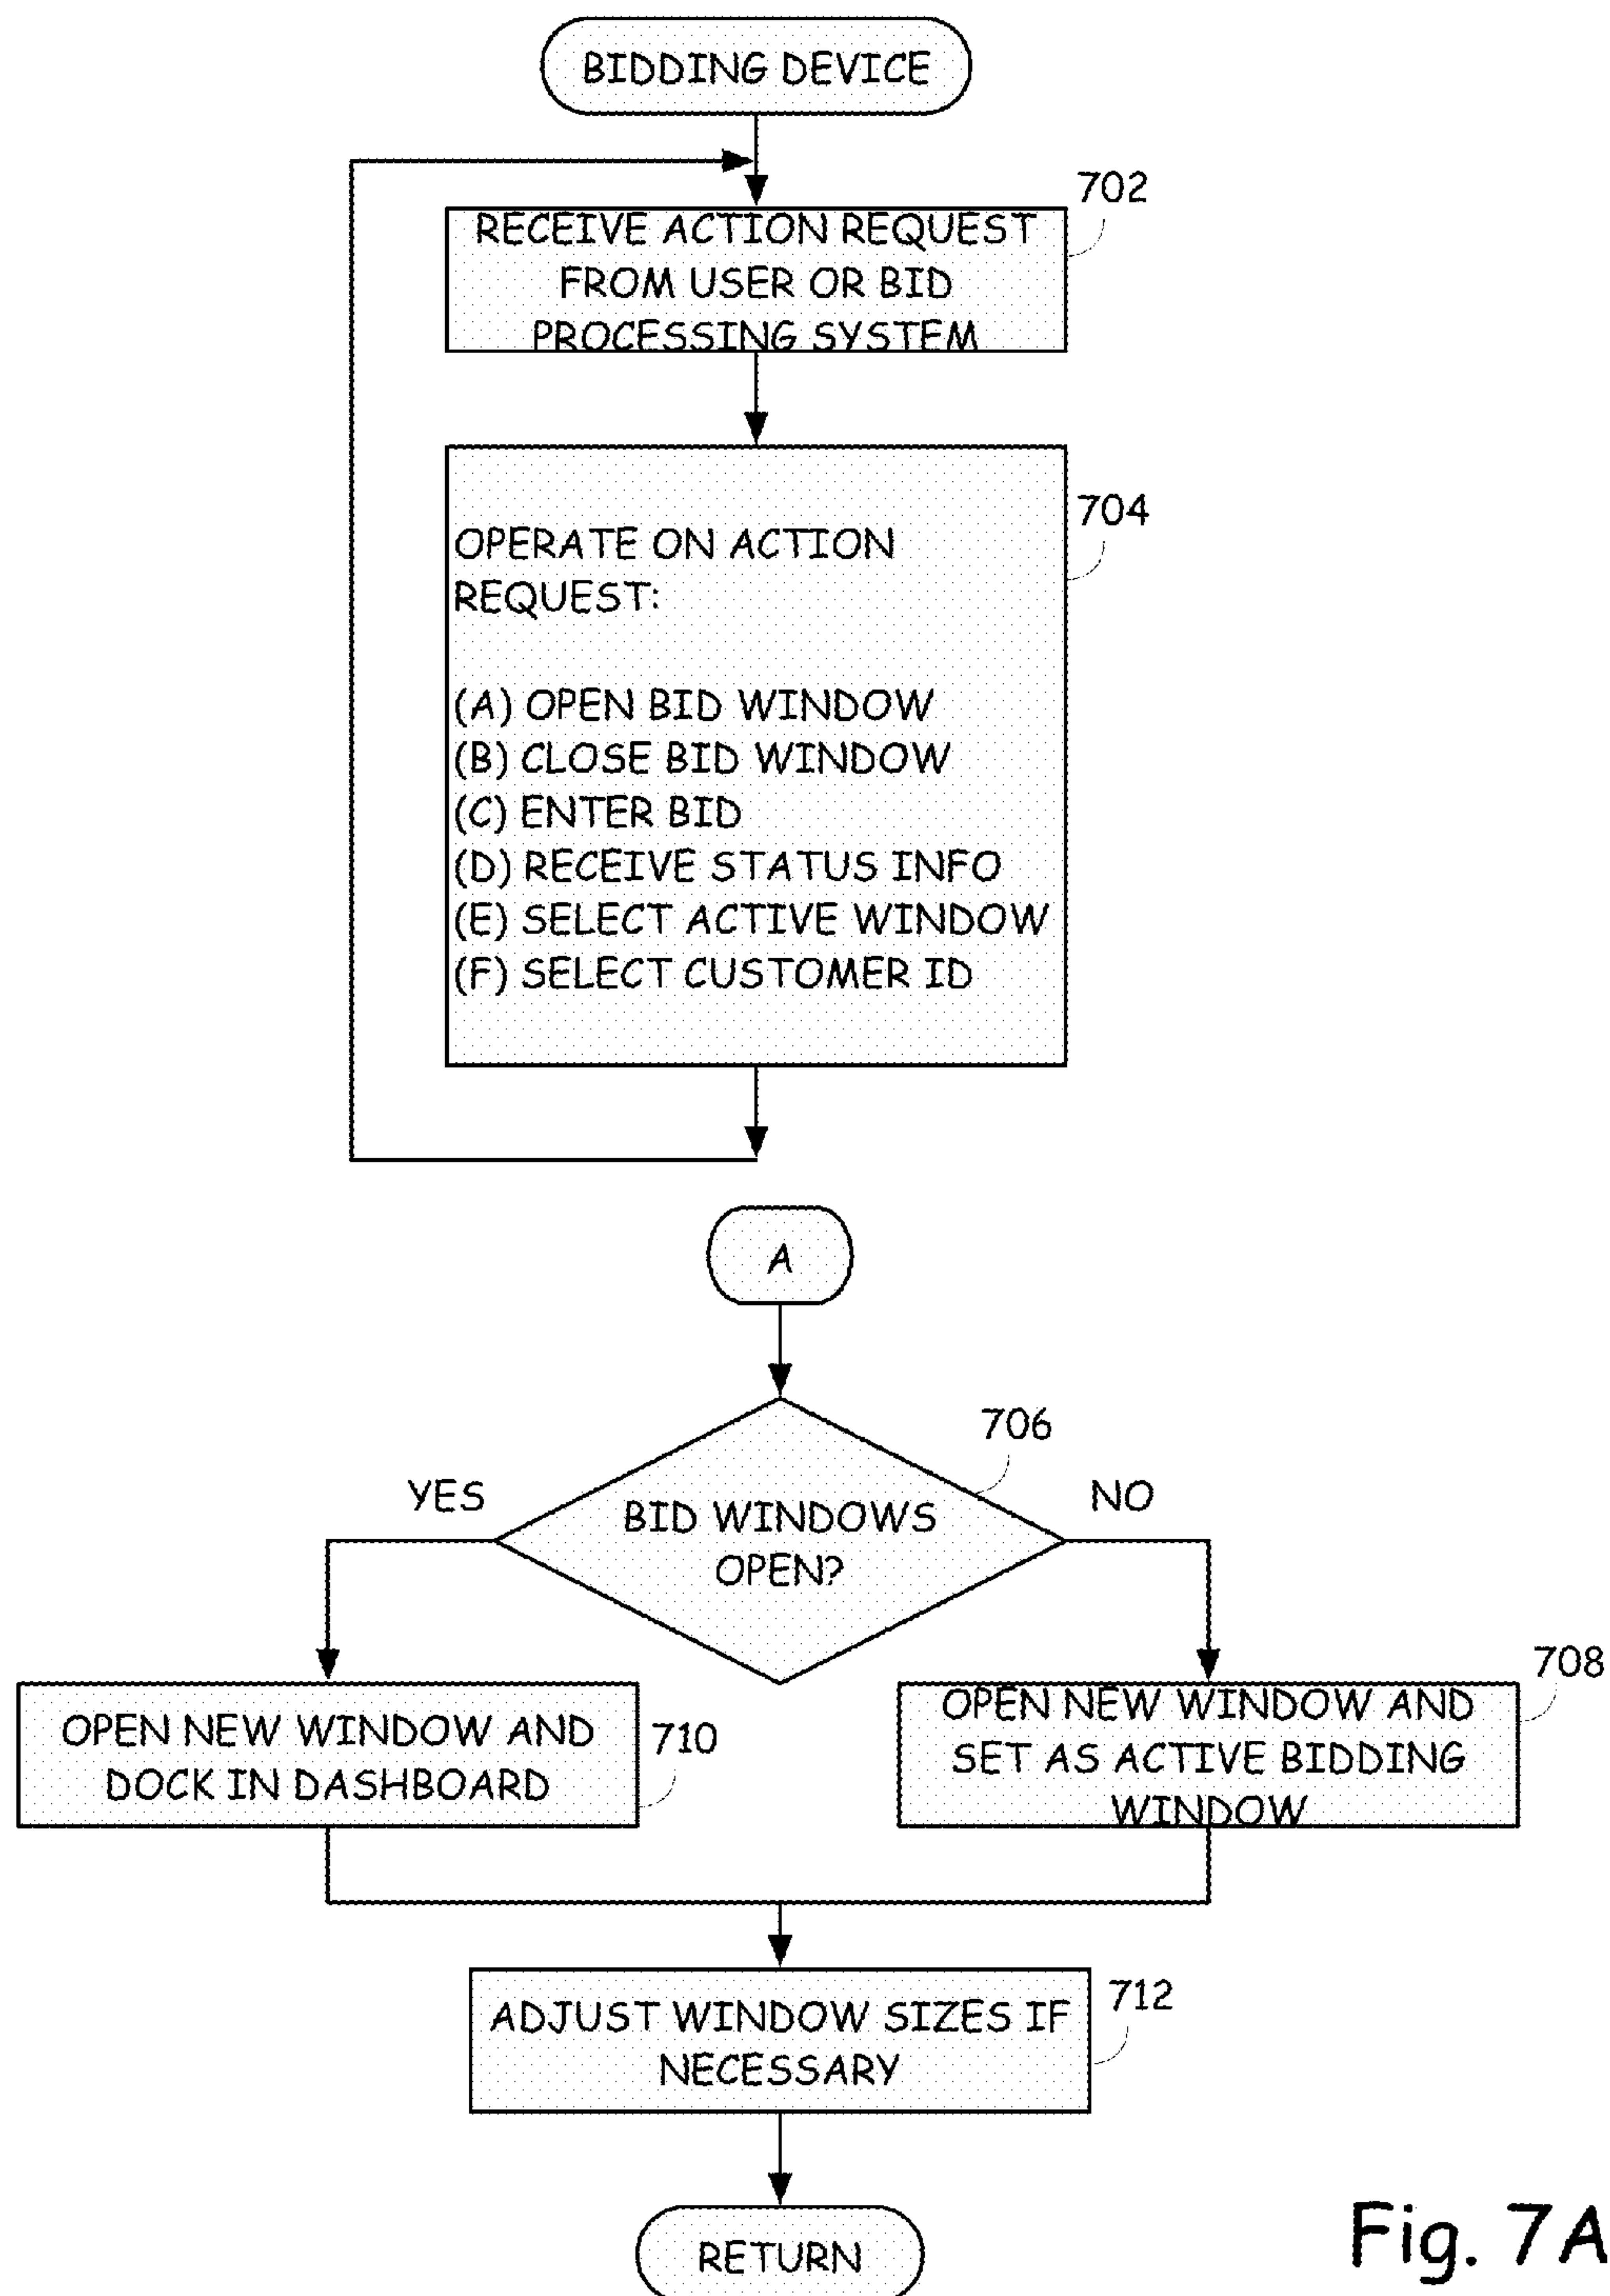 BIDDING DEVICE
702
RECEIVE ACTION REQUEST
FROM USER OR BID
PROCESSING SYSTEM
704
OPERATE ON ACTION
REQUEST:
(A) OPEN BID WINDOW
(B) CLOSE BID WINDOW
(C) ENTER BID
(D) RECEIVE STATUS INFO
(E) SELECT ACTIVE WINDOW
(F) SELECT CUSTOMER ID
A
706
YES
NO
BID WINDOWS
OPEN?
708
710
OPEN NEW WINDOW AND
DOCK IN DASHBOARD
OPEN NEW WINDOW AND
SET AS ACTIVE BIDDING
WINDOW
712
ADJUST WINDOW SIZES IF
NECESSARY
RETURN
Fig. 7A